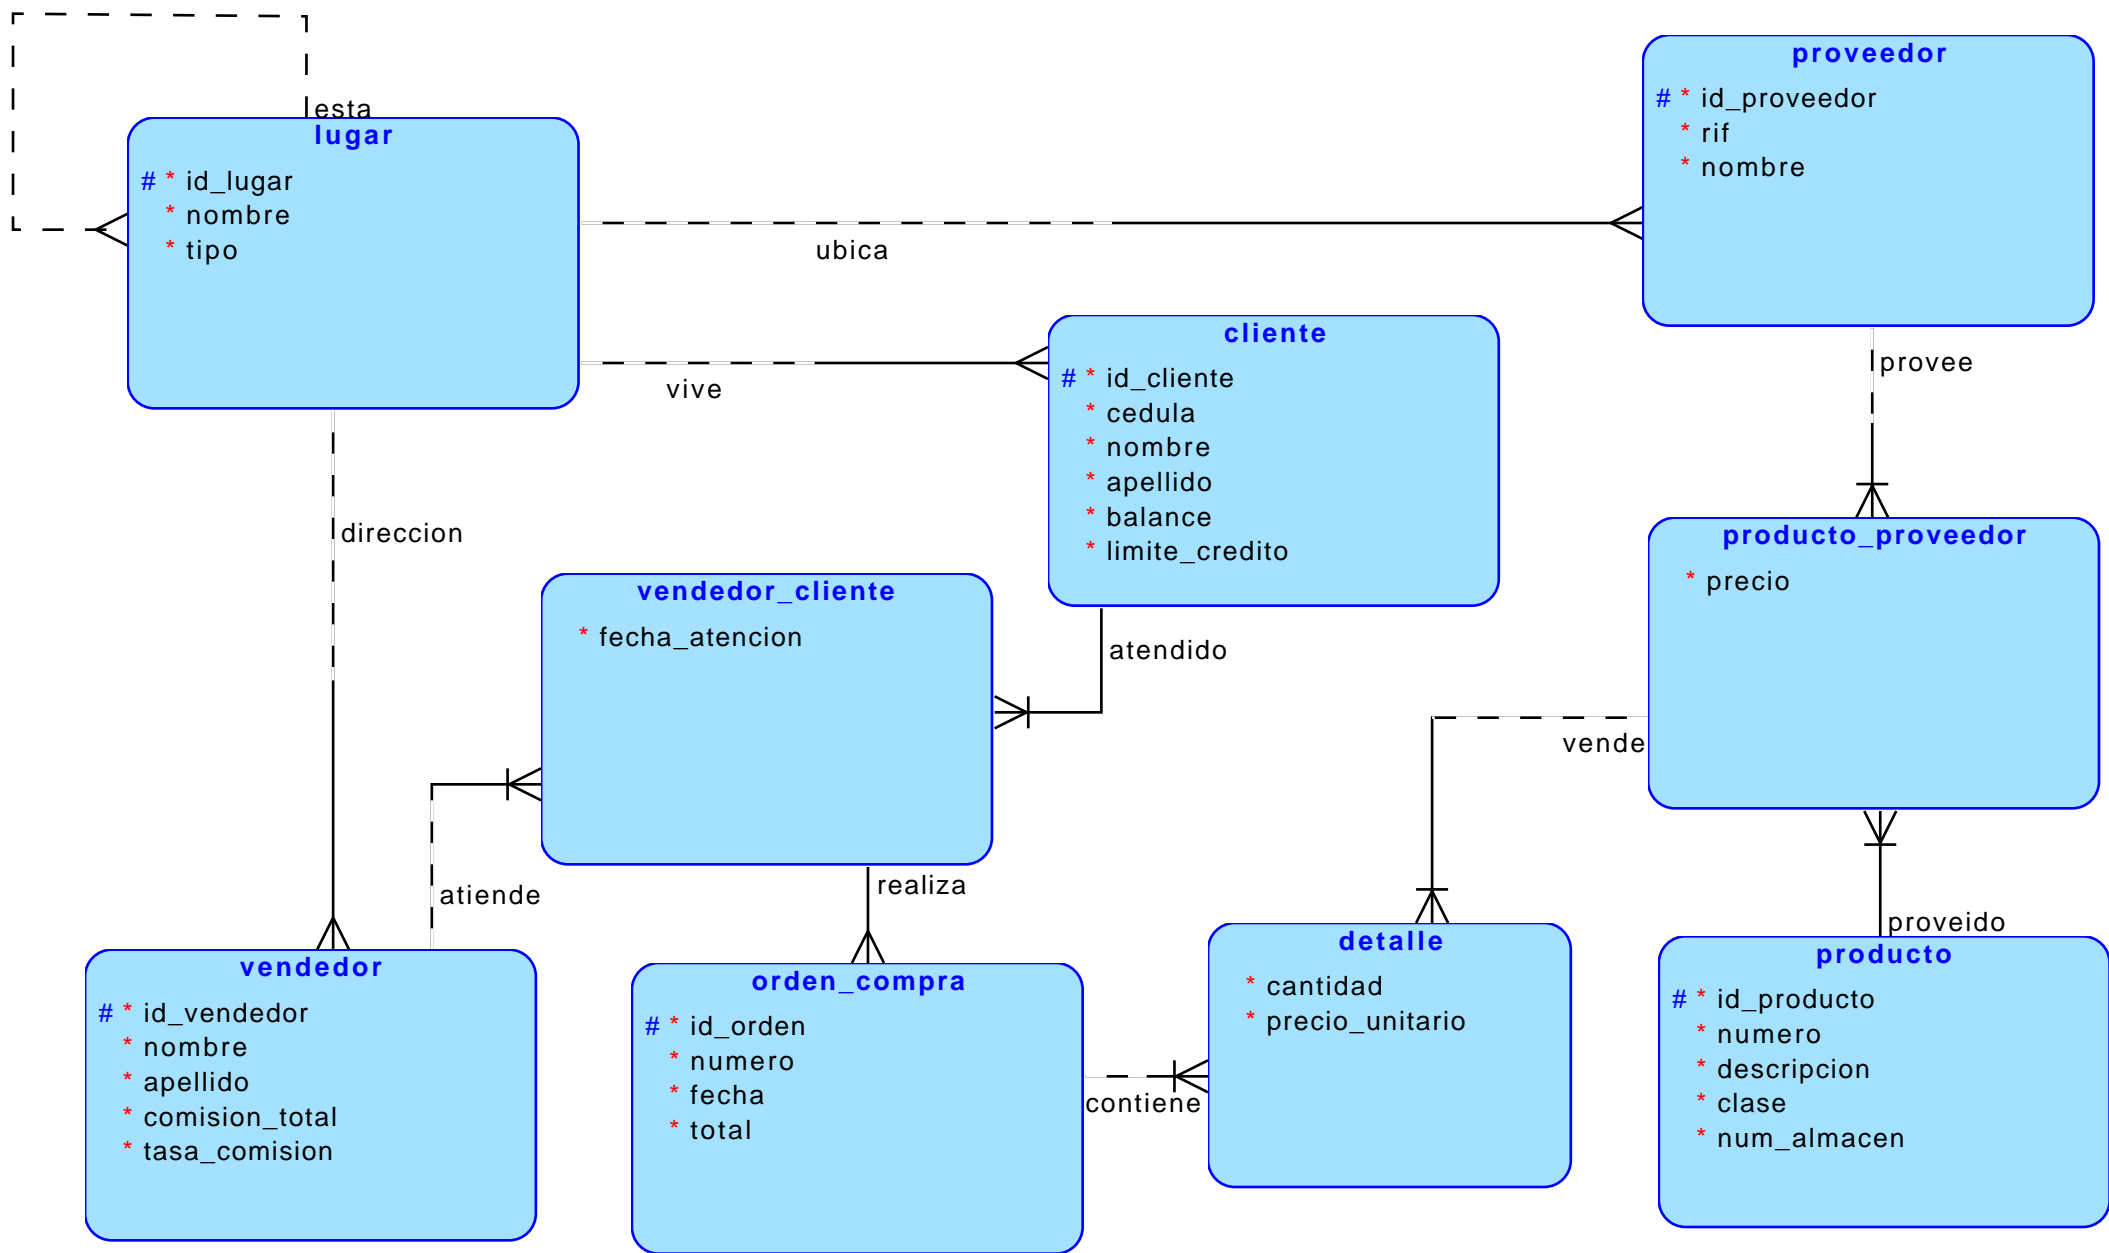 esta
lugar
# * id_lugar
* nombre
* tipo
proveedor
# * id_proveedor
* rif
* nombre
ubica
vive
cliente
# * id_cliente
* cedula
* nombre
* apellido
* balance
* limite_credito
provee
direccion
vendedor_cliente
* fecha_atencion
atendido
producto_proveedor
* precio
vende
atiende
realiza
vendedor
# * id_vendedor
* nombre
* apellido
* comision_total
* tasa_comision
orden_compra
# * id_orden
* numero
* fecha
* total
contiene
detalle
* cantidad
* precio_unitario
proveido
producto
# * id_producto
* numero
* descripcion
* clase
* num_almacen